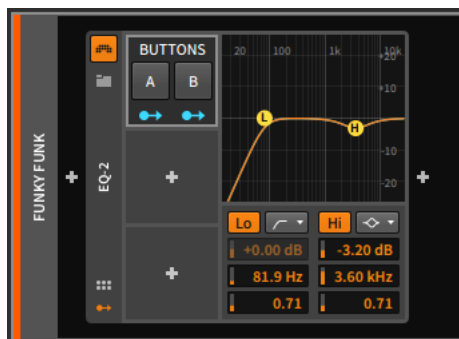 FUNKY FUNK
EQ-2
BUTTONS
A B
20 100 1k 10k
+20
+10
-10
-20
L
H
Lo Hi
+0.00 dB -3.20 dB
81.9 Hz 3.60 kHz
0.71 0.71